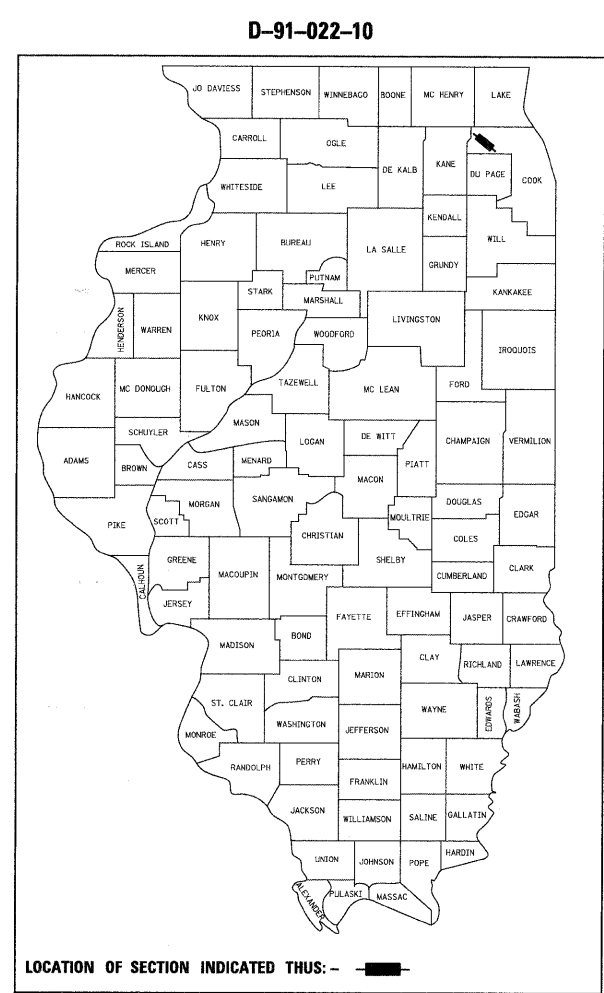 D-91-022-10
JO DAVIESS
STEPHENSON
WINNEBAGO
BOONE
MC HENRY
LAKE
CARROLL
OGLE
DE KALB
KANE
DU PAGE
COOK
WHITESIDE
LEE
KENDALL
WILL
ROCK ISLAND
HENRY
BUREAU
LA SALLE
GRUNDY
MERCER
PUTNAM
KANKAKEE
STARK
MARSHALL
HENDERSON
WARREN
KNOX
PEORIA
WOODFORD
LIVINGSTON
IROQUOIS
HANCOCK
MC DONOUGH
FULTON
TAZEWELL
MC LEAN
FORD
MASON
SCHUYLER
LOGAN
DE WITT
CHAMPAIGN
VERMILION
ADAMS
BROWN
CASS
MENARD
MACON
PIATT
PIKE
SCOTT
MORGAN
SANGAMON
CHRISTIAN
MOULTRIE
DOUGLAS
EDGAR
COLES
SHELBY
CALHOUN
GREENE
MACOUPIN
MONTGOMERY
CUMBERLAND
CLARK
JERSEY
FAYETTE
EFFINGHAM
JASPER
CRAWFORD
MADISON
BOND
CLAY
RICHLAND
LAWRENCE
CLINTON
MARION
ST. CLAIR
WAYNE
EDWARDS
WABASH
MONROE
WASHINGTON
JEFFERSON
RANDOLPH
PERRY
HAMILTON
WHITE
FRANKLIN
JACKSON
WILLIAMSON
SALINE
GALLATIN
UNION
JOHNSON
POPE
HARDIN
ALEXANDER
PULASKI
MASSAC
LOCATION OF SECTION INDICATED THUS: -